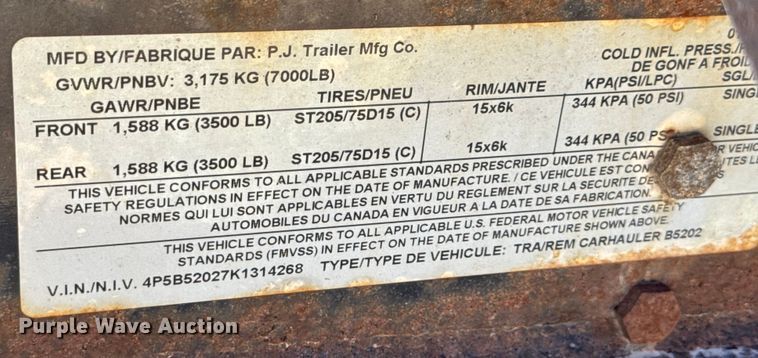 MFD BY/FABRIQUE PAR: P.J. Trailer Mfg Co.
GVWR/PNBV: 3,175 KG (7000LB)
COLD INFL. PRESS./
DE GONF A FROID
GAWR/PNBE TIRES/PNEU RIM/JANTE KPA(PSI/LPC) SGL/
FRONT 1,588 KG (3500 LB) ST205/75D15 (C) 15x6k 344 KPA (50 PSI) SING
REAR 1,588 KG (3500 LB) ST205/75D15 (C) 15x6k 344 KPA (50 PS SINGLE
THIS VEHICLE CONFORMS TO ALL APPLICABLE STANDARDS PRESCRIBED UNDER THE CANA VEHIC
SAFETY REGULATIONS IN EFFECT ON THE DATE OF MANUFACTURE. / CE VEHICULE EST CON LES
NORMES QUI LUI SONT APPLICABLES EN VERTU DU REGLEMENT SUR LA SECURITE DE
AUTOMOBILES DU CANADA EN VIGUEUR A LA DATE DE SA FABRICATION.
THIS VEHICLE CONFORMS TO ALL APPLICABLE U.S. FEDERAL MOTOR VEHICLE SAFETY
STANDARDS (FMVSS) IN EFFECT ON THE DATE OF MANUFACTURE SHOWN ABOVE.
V.I.N./N.I.V. 4P5B52027K1314268 TYPE/TYPE DE VEHICULE: TRA/REM CARHAULER B5202
Purple Wave Auction